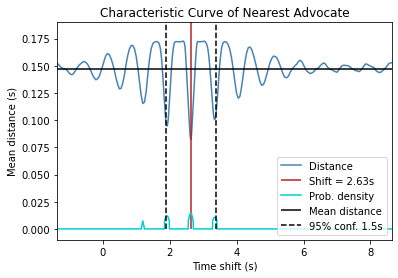 Characteristic Curve of Nearest Advocate
Mean distance (s)
0.175
0.150
0.125
0.100
0.075
0.050
0.025
0.000
Distance
Shift = 2.63s
Prob. density
Mean distance
95% conf. 1.5s
0 2 4 6 8
Time shift (s)